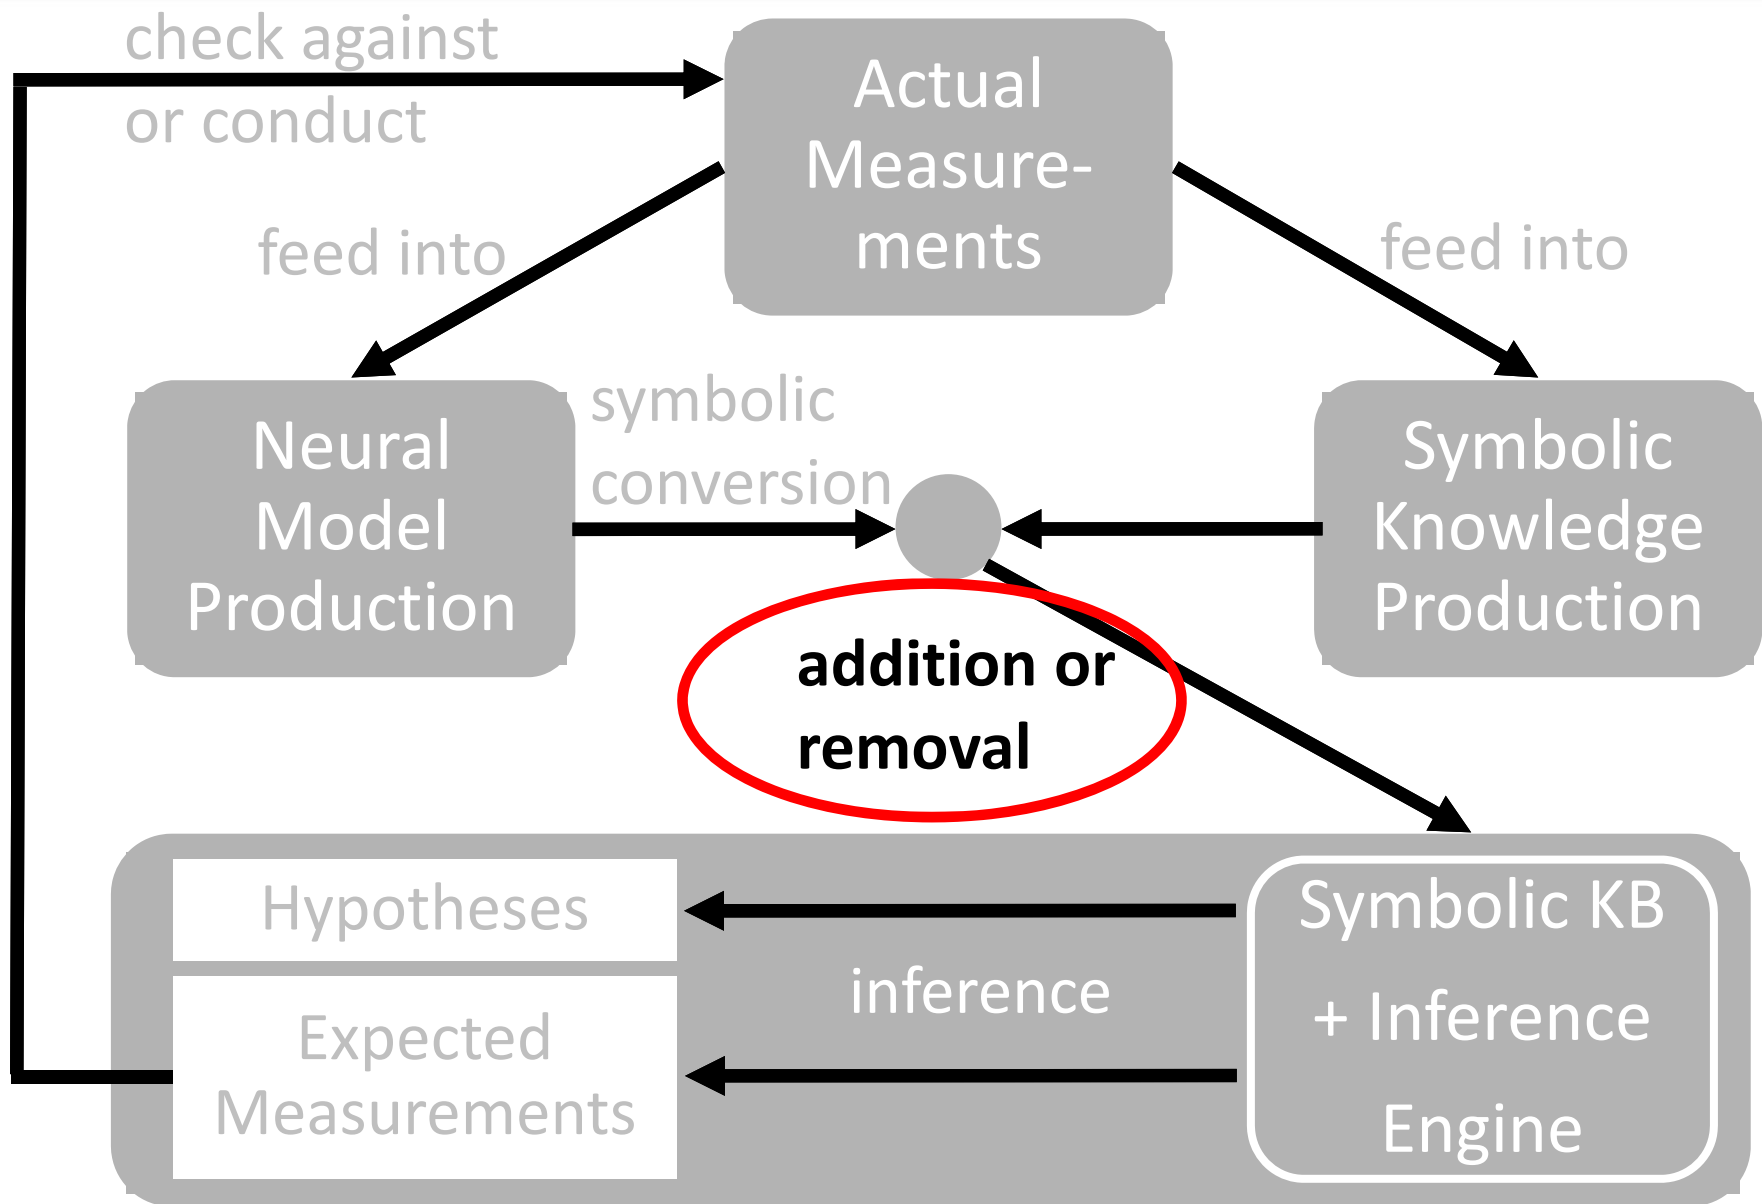 check against
or conduct
Actual
Measure-
ments
feed into
feed into
Neural
Model
Production
symbolic
conversion
Symbolic
Knowledge
Production
addition or
removal
Hypotheses
Expected
Measurements
inference
Symbolic KB
+ Inference
Engine